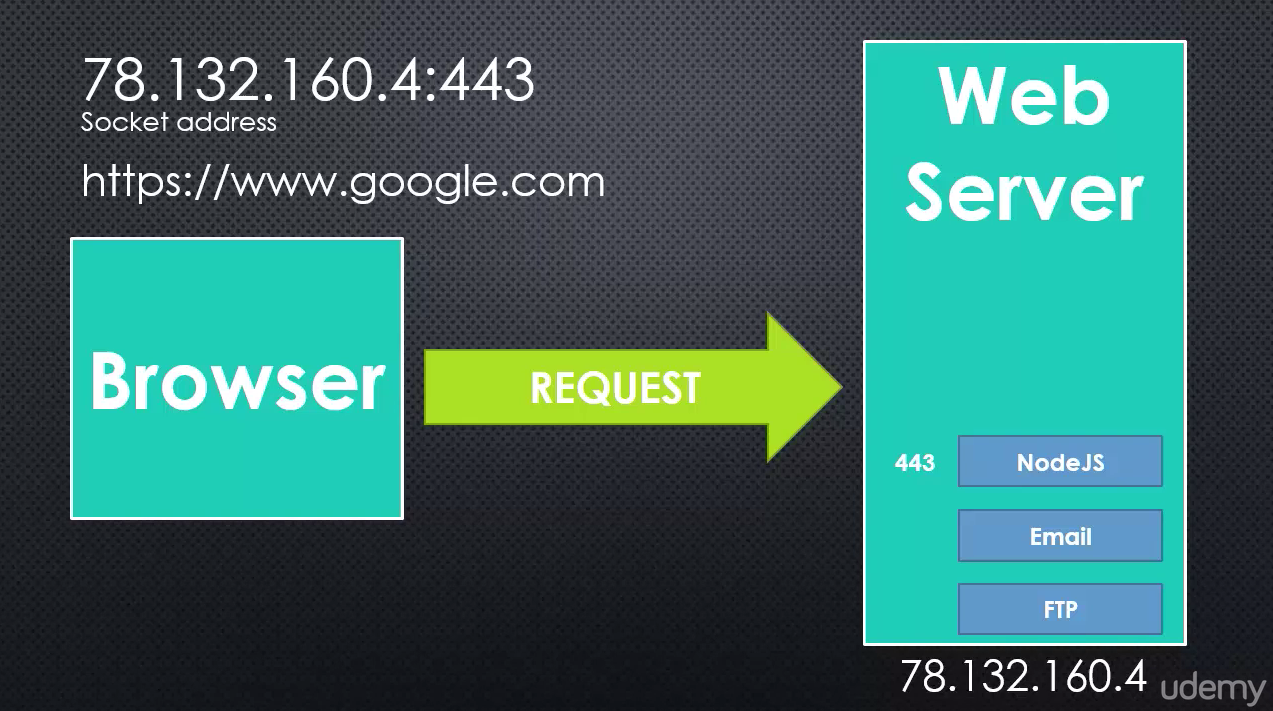 78.132.160.4:443
Socket address
https://www.google.com
Web
Server
Browser
REQUEST
443 NodeJS
Email
FTP
78.132.160.4
udemy